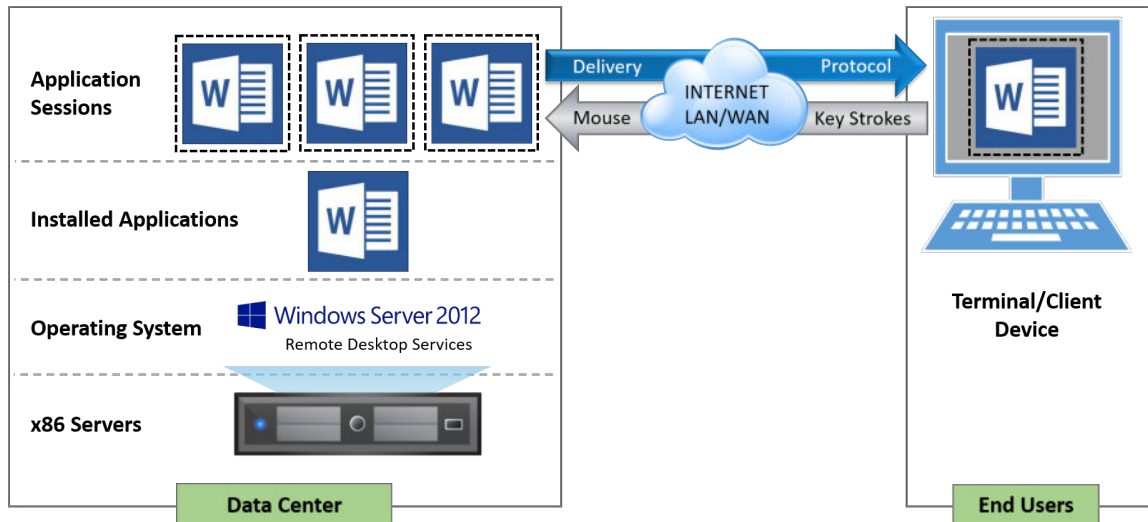 Application
Sessions
W
W
W
Delivery
Protocol
INTERNET
LAN/WAN
Mouse
Key Strokes
W
Installed Applications
W
Operating System
Windows Server 2012
Remote Desktop Services
x86 Servers
Data Center
Terminal/Client
Device
End Users